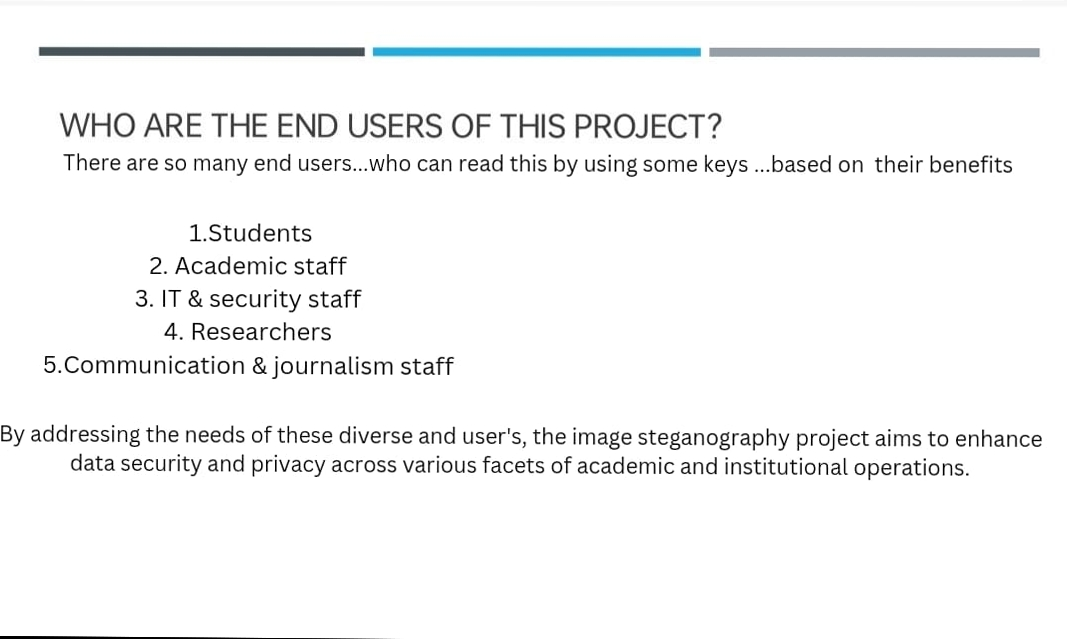 WHO ARE THE END USERS OF THIS PROJECT?
There are so many end users...who can read this by using some keys ...based on their benefits
1.Students
2. Academic staff
3. IT & security staff
4. Researchers
5.Communication & journalism staff
By addressing the needs of these diverse and user's, the image steganography project aims to enhance
data security and privacy across various facets of academic and institutional operations.